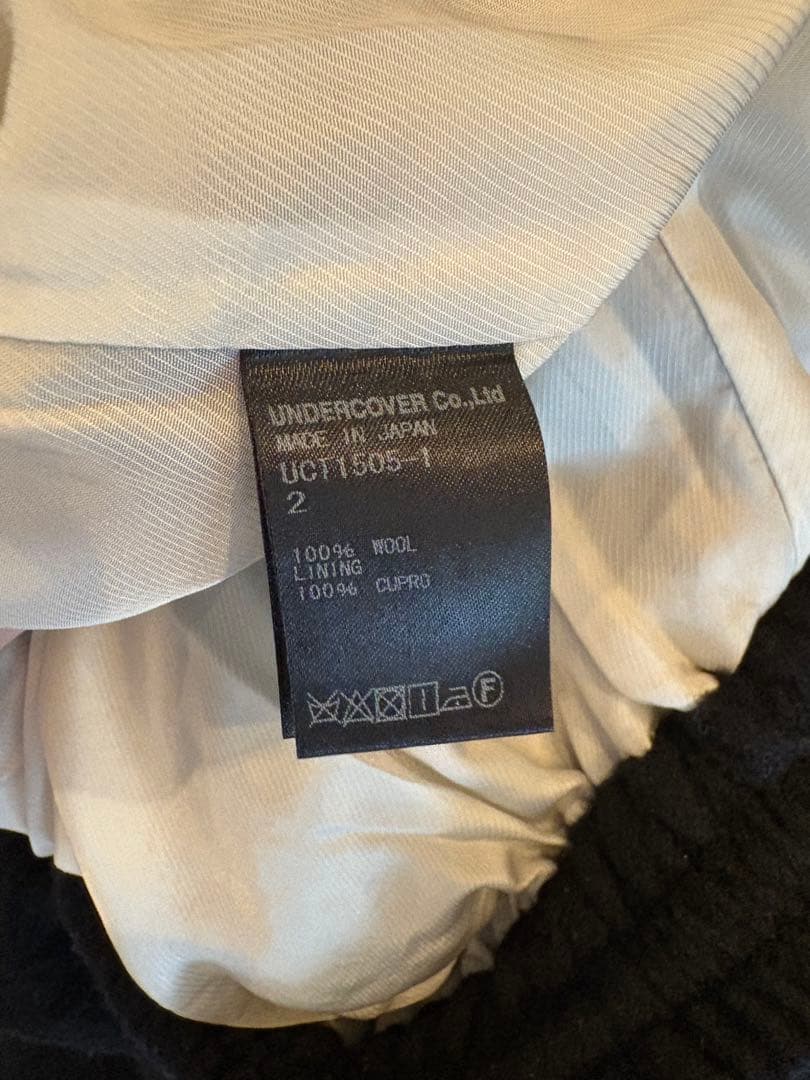 UNDERCOVER Co.,Ltd
MADE IN JAPAN
UCT1505-1
2
100% WOOL
LINING
100% CUPRO
F